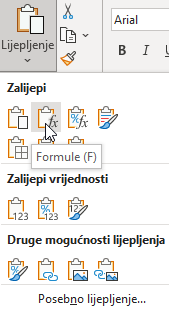 Arial
Lijepljenje
B I U
Zalijepi
Formule (F)
Zalijepi vrijednosti
123 123 123
Druge mogućnosti lijepljenja
Posebno lijepljenje...